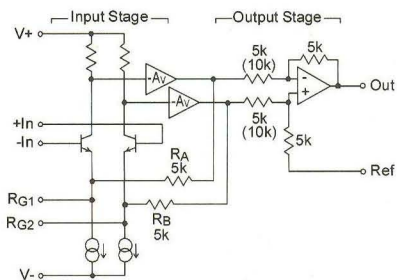 Input Stage
Output Stage
V+
5k
(10k)
5k
-Av
-Av
Out
+In
-In
5k
(10k)
5k
RA
5k
RG1
Ref
RG2
RB
5k
V-
-
+